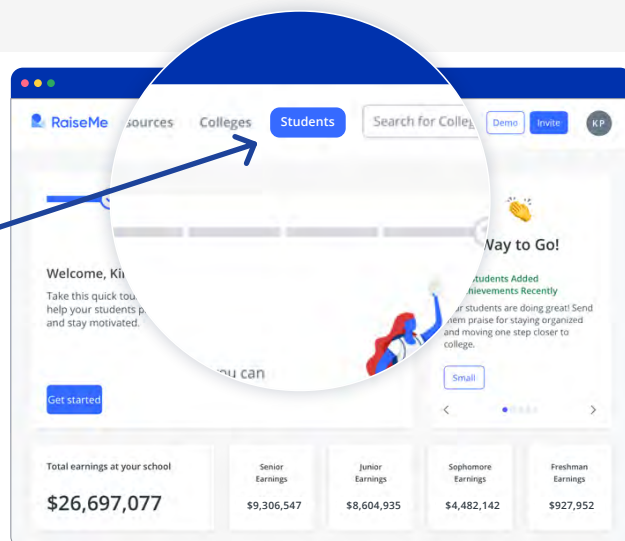 RaiseMe sources Colleges Students Search for Colleg Demo Invite KP
Welcome, Ki
Take this quick tou
help your students p
and stay motivated.
ou can
Get started
Way to Go!
tudents Added
hievements Recently
ur students are doing great! Send
em praise for staying organized
and moving one step closer to
college.
Small
Total earnings at your school
$26,697,077
Senior
Earnings
$9,306,547
Junior
Earnings
$8,604,935
Sophomore
Earnings
$4,482,142
Freshman
Earnings
$927,952